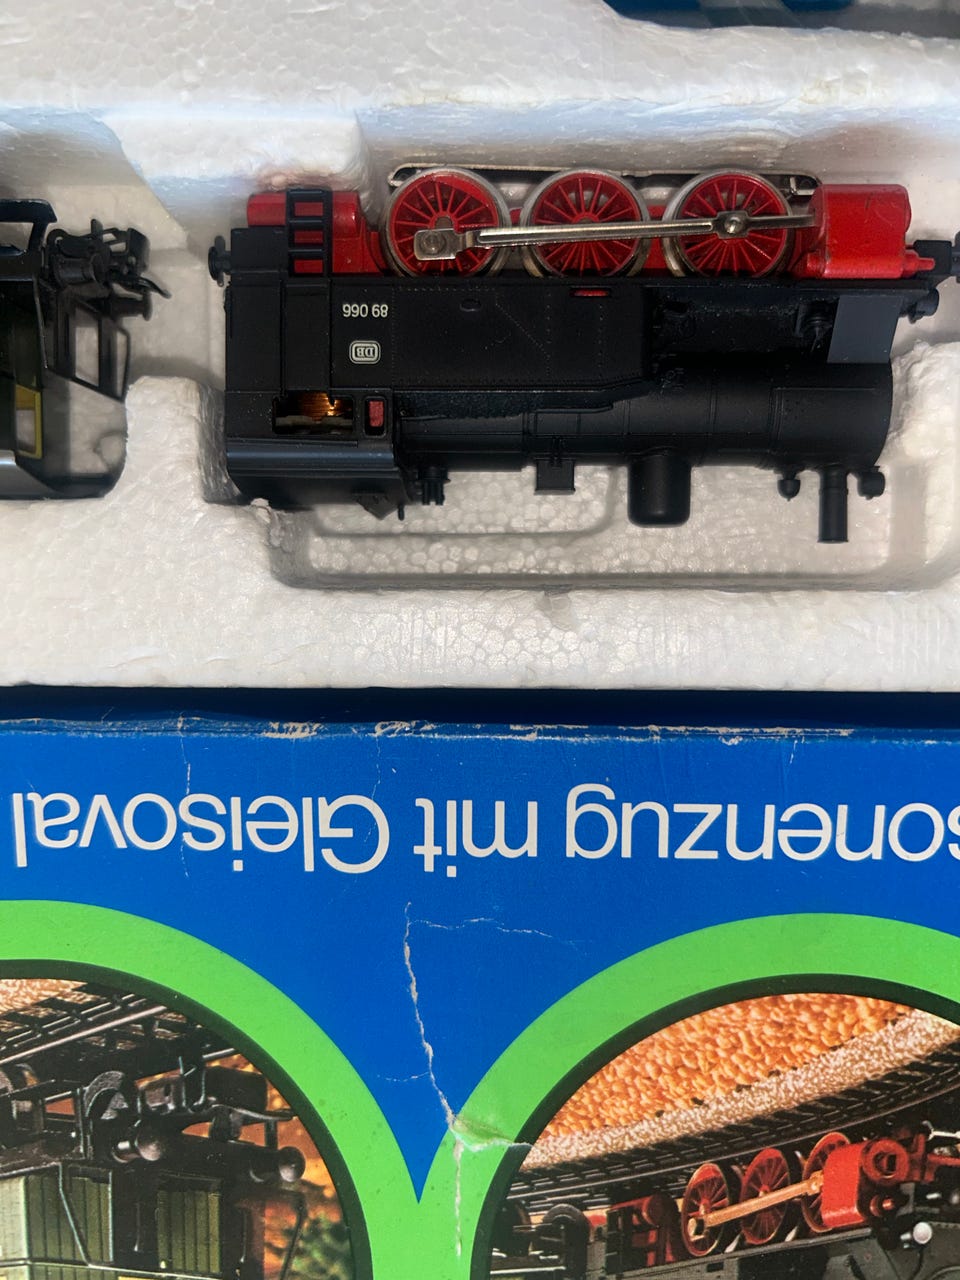 sonenzug mit Gleisoval
DB
89 066